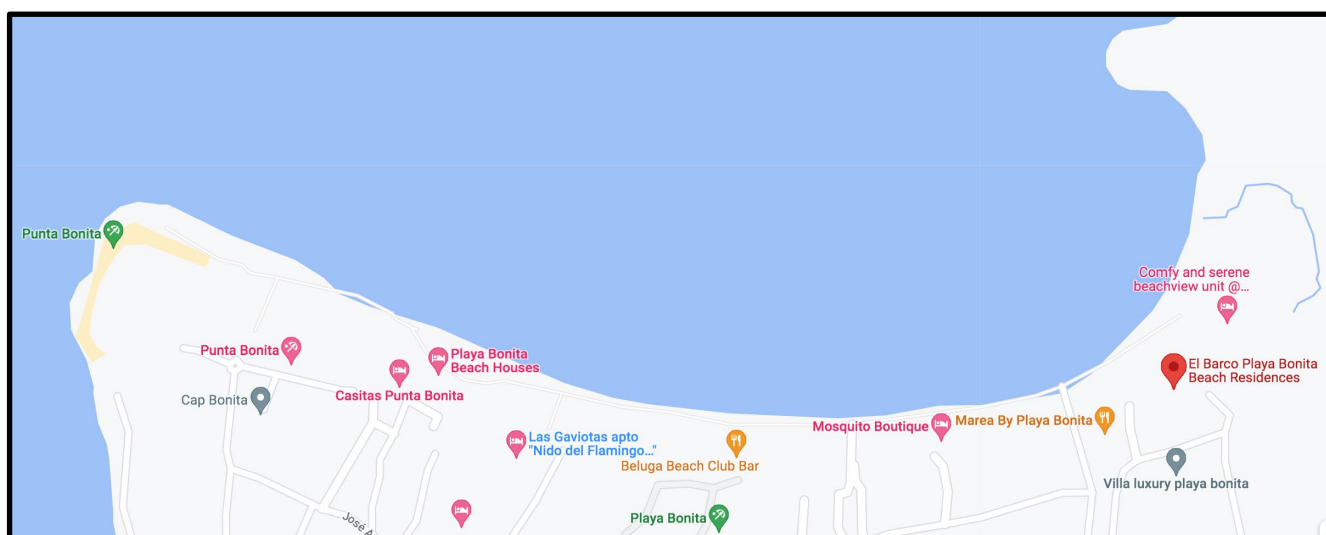 Punta Bonita
Comfy and serene
beachview unit @...
Punta Bonita
Playa Bonita
Beach Houses
El Barco Playa Bonita
Beach Residences
Cap Bonita
Casitas Punta Bonita
Mosquito Boutique
Marea By Playa Bonita
Las Gaviotas apto
"Nido del Flamingo..."
Beluga Beach Club Bar
Villa luxury playa bonita
José A
Playa Bonita